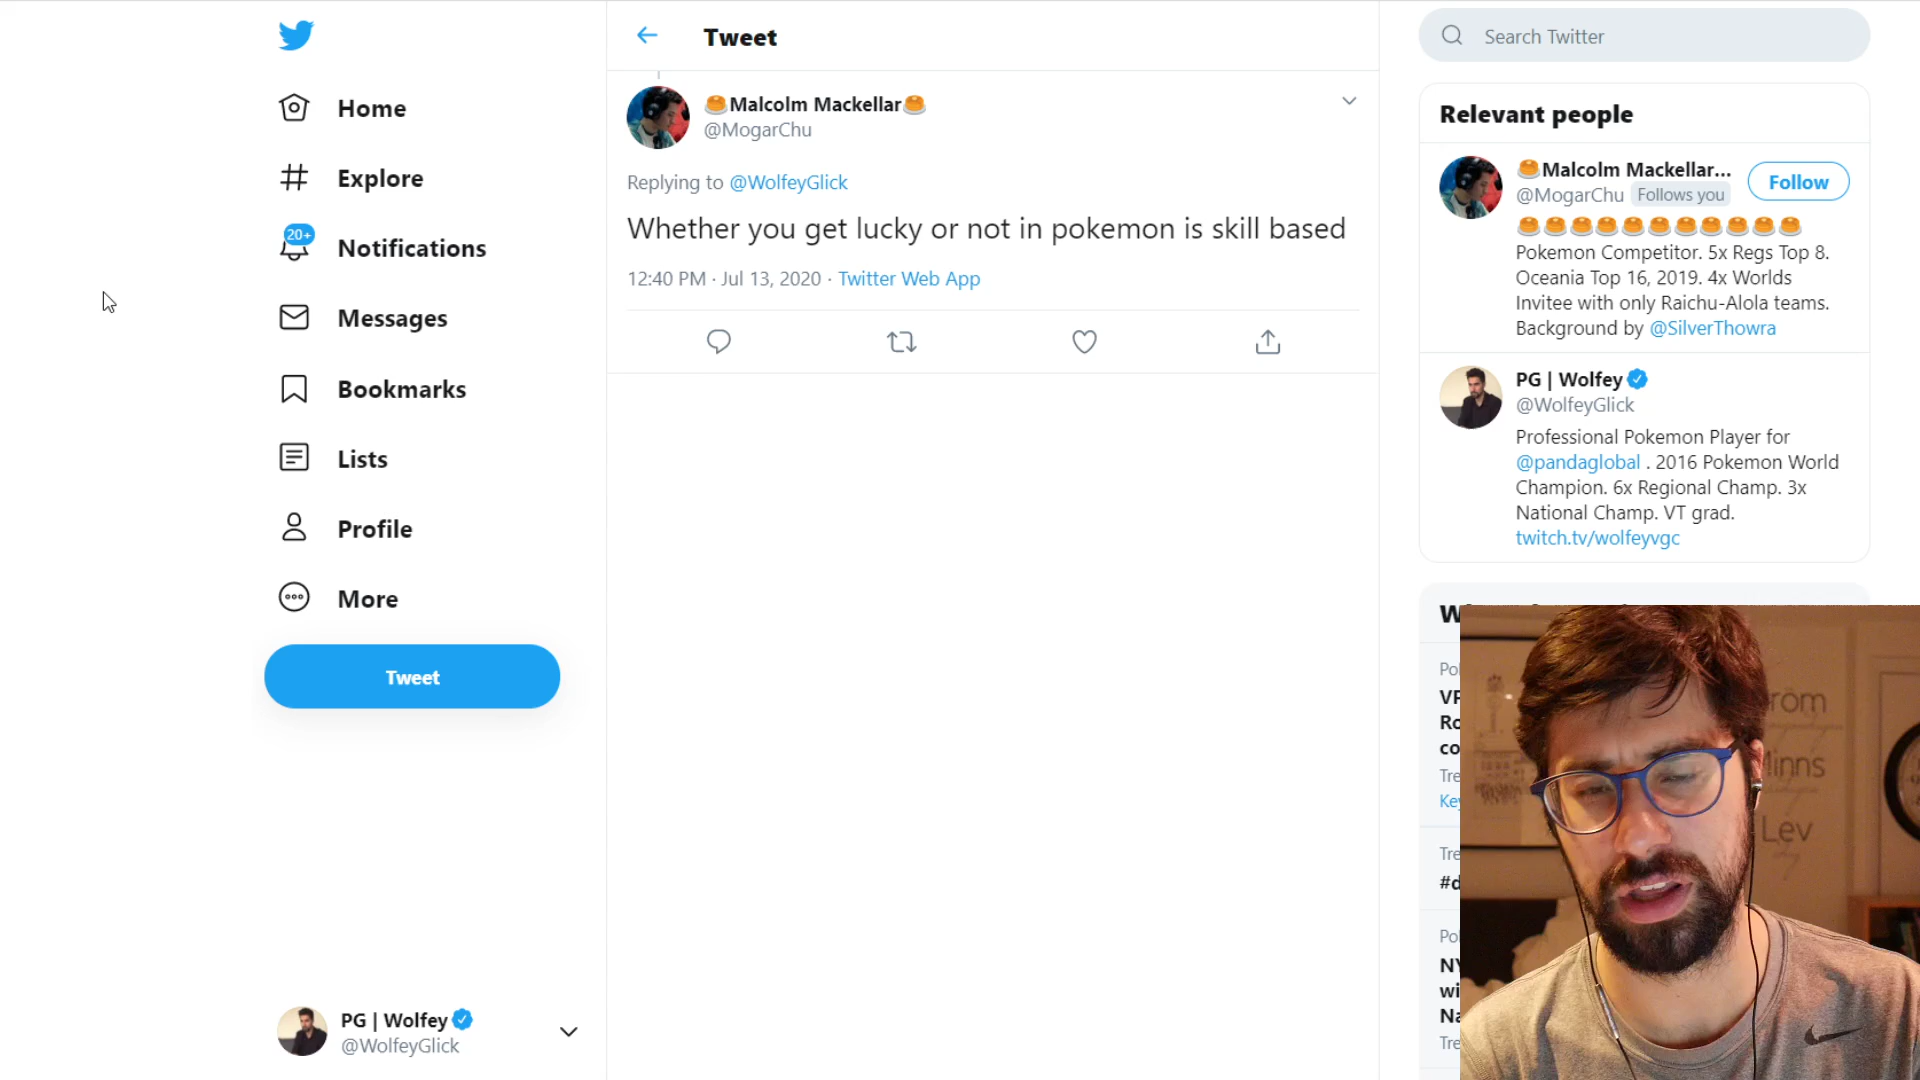 Home
Explore
20+
Notifications
Messages
Bookmarks
Lists
Profile
More
Tweet
PG | Wolfey
@WolfeyGlick
Tweet
Malcolm Mackellar
@MogarChu
Replying to @WolfeyGlick
Whether you get lucky or not in pokemon is skill based
12:40 PM · Jul 13, 2020 · Twitter Web App
Search Twitter
Relevant people
Malcolm Mackellar...
@MogarChu Follows you
Follow
Pokemon Competitor. 5x Regs Top 8.
Oceania Top 16, 2019. 4x Worlds
Invitee with only Raichu-Alola teams.
Background by @SilverThowra
PG | Wolfey
@WolfeyGlick
Professional Pokemon Player for
@pandaglobal . 2016 Pokemon World
Champion. 6x Regional Champ. 3x
National Champ. VT grad.
twitch.tv/wolfeyvgc